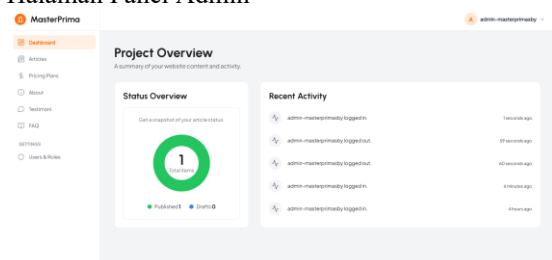 Halaman Panel Admin
MasterPrima
A admin-masterprimasby
Dashboard
Articles
Pricing Plans
About
Testimoni
FAQ
SETTINGS
Users & Roles
Project Overview
A summary of your website content and activity.
Status Overview
Get a snapshot of your article status.
1
Total Items
Published 1 Drafts 0
Recent Activity
admin-masterprimasby logged in. 1 seconds ago
admin-masterprimasby logged out. 59 seconds ago
admin-masterprimasby logged out. 60 seconds ago
admin-masterprimasby logged in. 8 minutes ago
admin-masterprimasby logged in. 4 hours ago